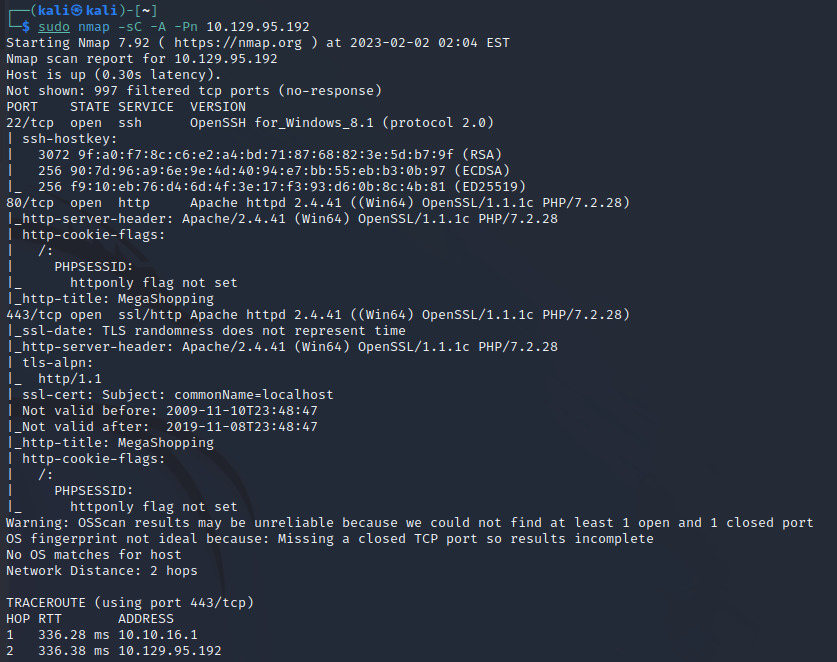 ┌──(kali㉿kali)-[~]
└─$ sudo nmap -sC -A -Pn 10.129.95.192
Starting Nmap 7.92 ( https://nmap.org ) at 2023-02-02 02:04 EST
Nmap scan report for 10.129.95.192
Host is up (0.30s latency).
Not shown: 997 filtered tcp ports (no-response)
PORT    STATE SERVICE  VERSION
22/tcp  open  ssh      OpenSSH for_Windows_8.1 (protocol 2.0)
| ssh-hostkey:
|   3072 9f:a0:f7:8c:c6:e2:a4:bd:71:87:68:82:3e:5d:b7:9f (RSA)
|   256 90:7d:96:a9:6e:9e:4d:40:94:e7:bb:55:eb:b3:0b:97 (ECDSA)
|_  256 f9:10:eb:76:d4:6d:4f:3e:17:f3:93:d6:0b:8c:4b:81 (ED25519)
80/tcp  open  http     Apache httpd 2.4.41 ((Win64) OpenSSL/1.1.1c PHP/7.2.28)
|_http-server-header: Apache/2.4.41 (Win64) OpenSSL/1.1.1c PHP/7.2.28
| http-cookie-flags:
|   /:
|     PHPSESSID:
|_      httponly flag not set
|_http-title: MegaShopping
443/tcp open  ssl/http Apache httpd 2.4.41 ((Win64) OpenSSL/1.1.1c PHP/7.2.28)
|_ssl-date: TLS randomness does not represent time
|_http-server-header: Apache/2.4.41 (Win64) OpenSSL/1.1.1c PHP/7.2.28
| tls-alpn:
|_  http/1.1
| ssl-cert: Subject: commonName=localhost
| Not valid before: 2009-11-10T23:48:47
|_Not valid after:  2019-11-08T23:48:47
|_http-title: MegaShopping
| http-cookie-flags:
|   /:
|     PHPSESSID:
|_      httponly flag not set
Warning: OSScan results may be unreliable because we could not find at least 1 open and 1 closed port
OS fingerprint not ideal because: Missing a closed TCP port so results incomplete
No OS matches for host
Network Distance: 2 hops

TRACEROUTE (using port 443/tcp)
HOP RTT       ADDRESS
1   336.28 ms 10.10.16.1
2   336.38 ms 10.129.95.192